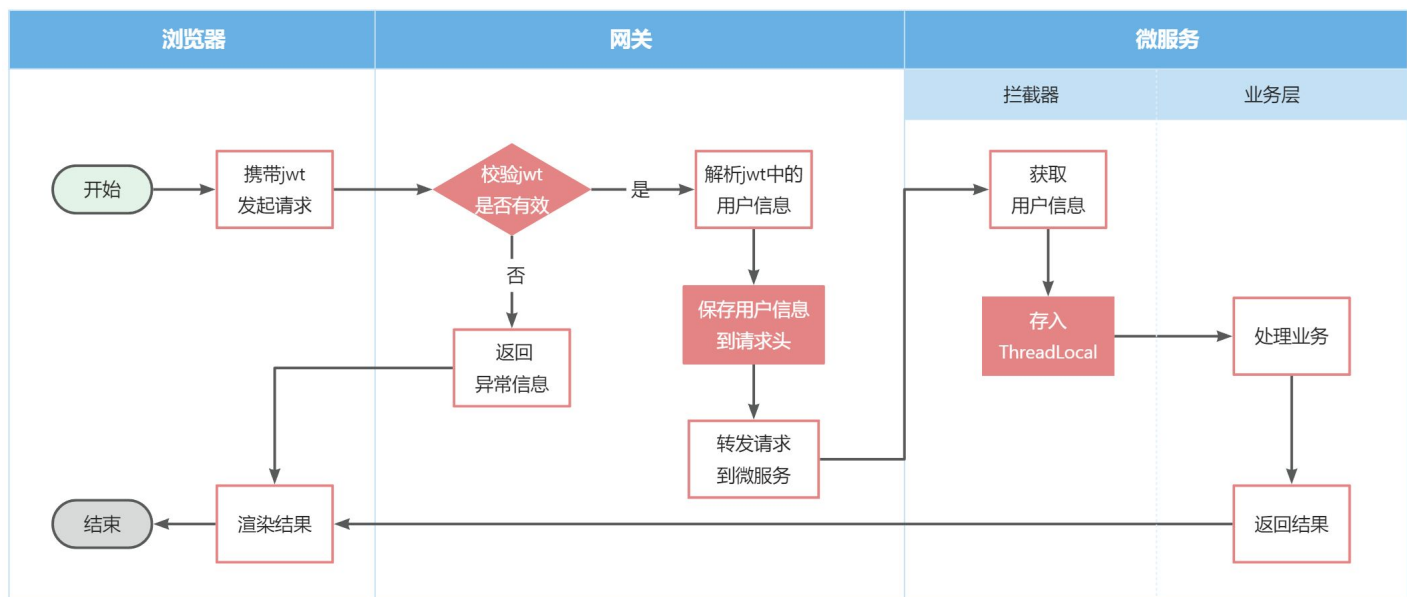 浏览器
网关
微服务
拦截器
业务层
开始
携带jwt
发起请求
校验jwt
是否有效
是
解析jwt中的
用户信息
获取
用户信息
否
保存用户信息
到请求头
存入
ThreadLocal
处理业务
返回
异常信息
转发请求
到微服务
结束
渲染结果
返回结果